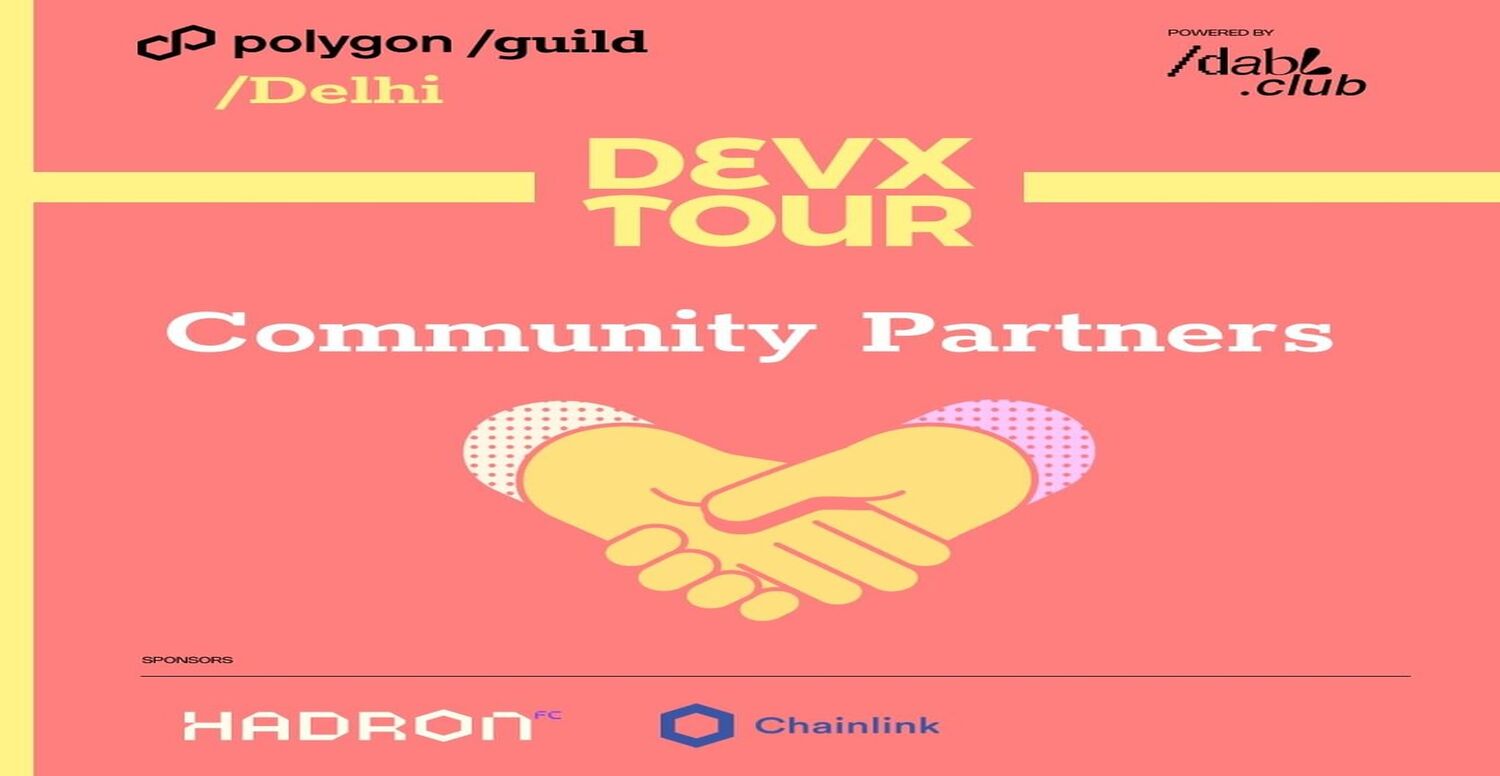 polygon /guild
/Delhi
POWERED BY
/dabl
.club
DEVX
TOUR
Community Partners
SPONSORS
HADRON FC
Chainlink